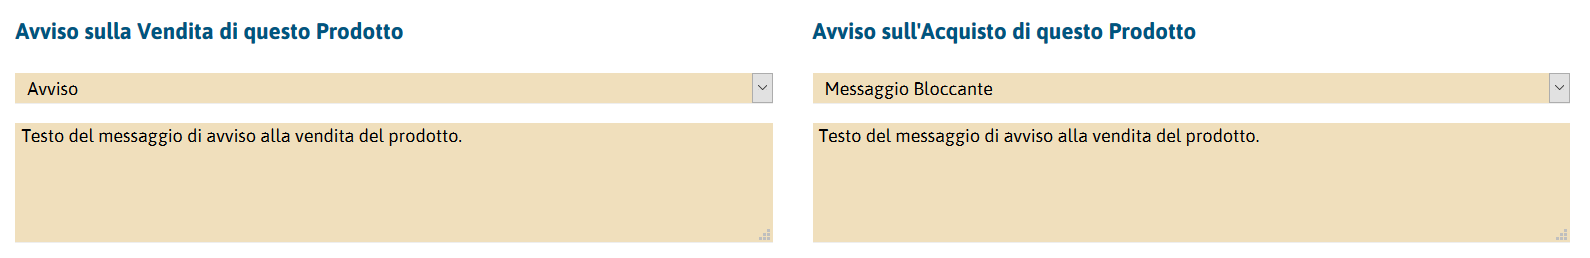 Avviso sulla Vendita di questo Prodotto
Avviso
Testo del messaggio di avviso alla vendita del prodotto.
Avviso sull'Acquisto di questo Prodotto
Messaggio Bloccante
Testo del messaggio di avviso alla vendita del prodotto.